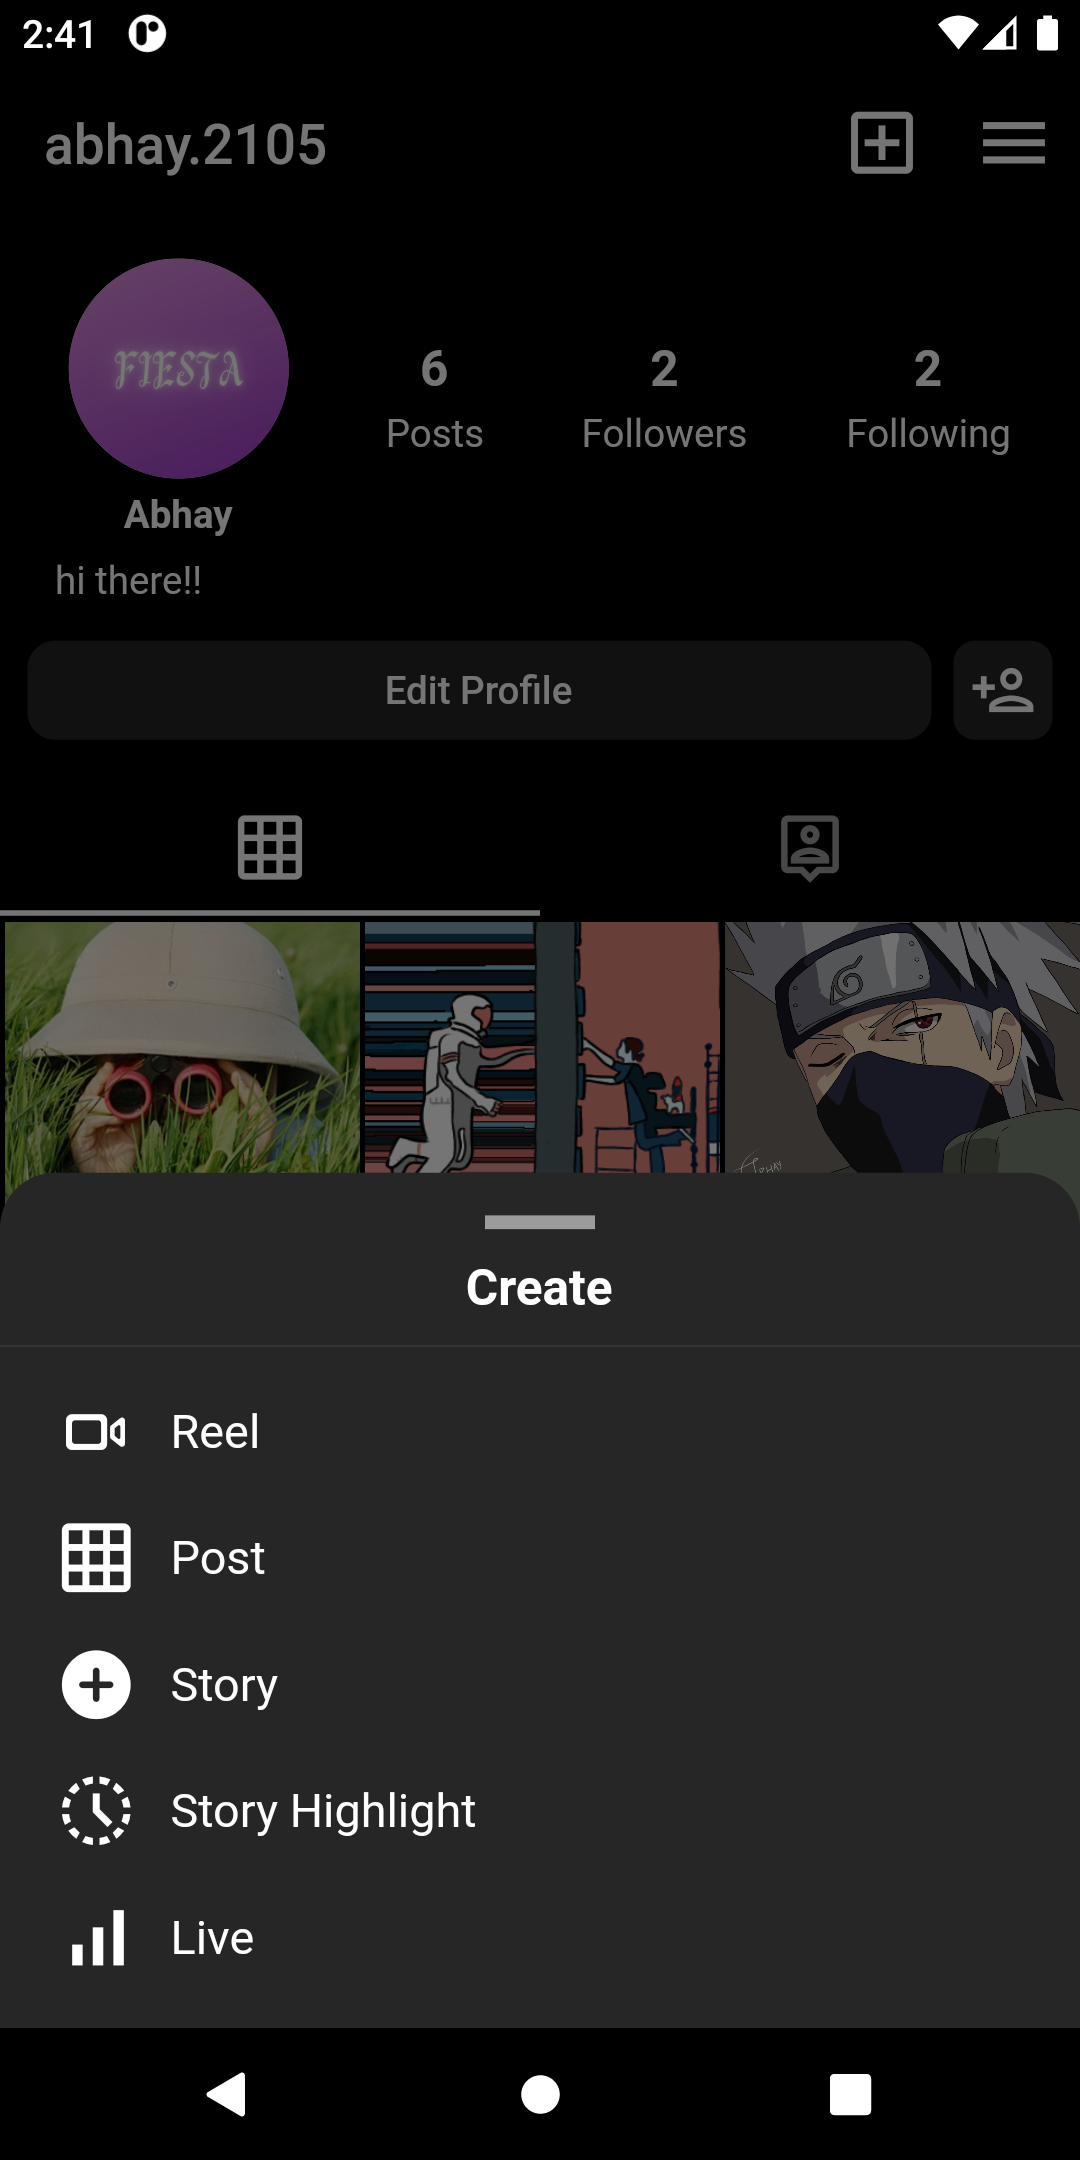 2:41
abhay.2105
FIESTA
6
Posts
2
Followers
2
Following
Abhay
hi there!!
Edit Profile
Create
Reel
Post
Story
Story Highlight
Live